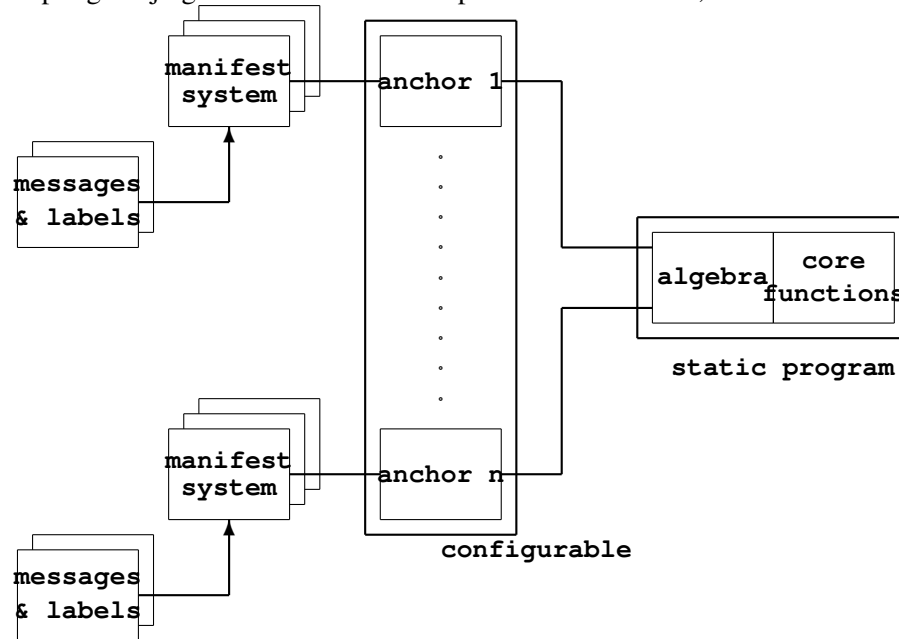 manifest
system
anchor 1
messages
& labels
algebra
core
functions
static program
manifest
system
anchor n
configurable
messages
& labels